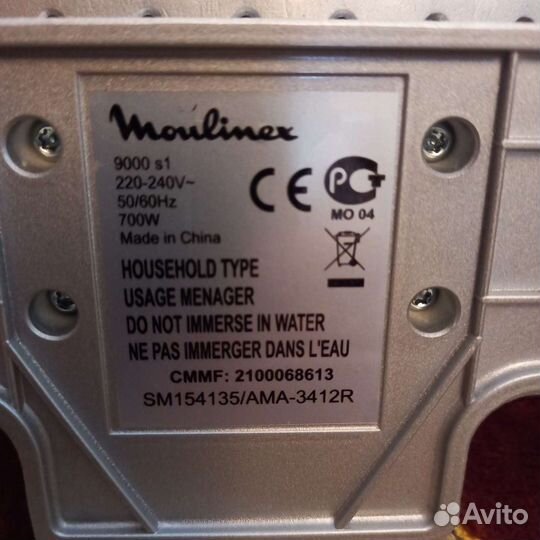 Moulinex
9000 s1
220-240V~
50/60Hz
700W
Made in China
CE
РСТ
MO 04
HOUSEHOLD TYPE
USAGE MENAGER
DO NOT IMMERSE IN WATER
NE PAS IMMERGER DANS L'EAU
CMMF: 2100068613
SM154135/AMA-3412R
Avito